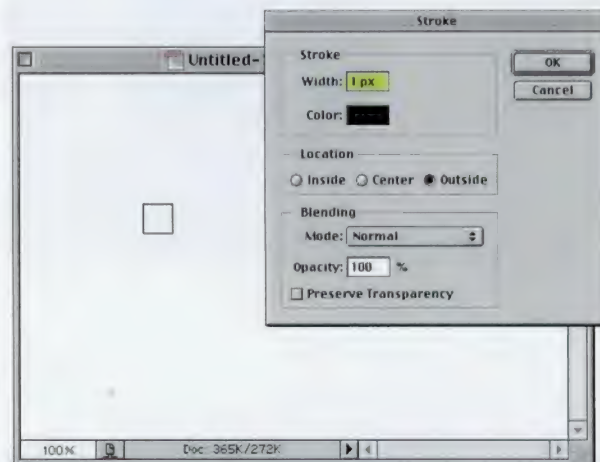 Stroke
Untitled-
Stroke
Width: 1 px
Color:
OK
Cancel
Location
Inside Center Outside
Blending
Mode: Normal
Opacity: 100 %
Preserve Transparency
100% Doc: 365K/272K